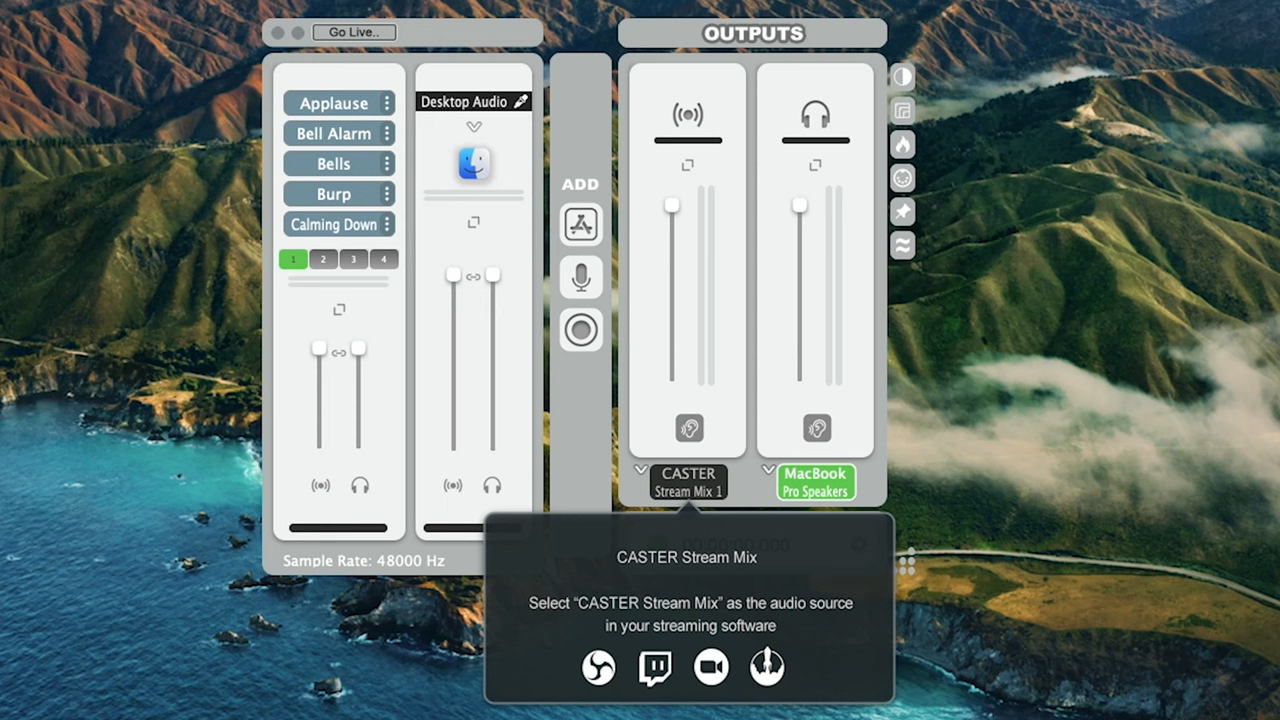 Go Live..
OUTPUTS
Applause
Bell Alarm
Bells
Burp
Calming Down
1 2 3 4
Desktop Audio
ADD
CASTER
Stream Mix 1
MacBook
Pro Speakers
Sample Rate: 48000 Hz
CASTER Stream Mix
Select “CASTER Stream Mix” as the audio source
in your streaming software